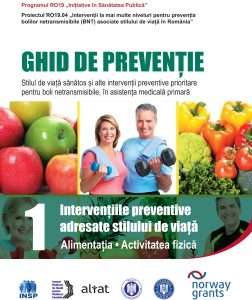 Programul RO19 „Inițiative în Sănătatea Publică”
Proiectul RO19.04 „Intervenții la mai multe niveluri pentru prevenția
bolilor netransmisibile (BNT) asociate stilului de viață în România”
GHID DE PREVENȚIE
Stilul de viață sănătos și alte intervenții preventive prioritare
pentru boli netransmisibile, în asistența medicală primară
1
Intervențiile preventive
adresate stilului de viață
Alimentația • Activitatea fizică
INSP
alrat
norway
grants